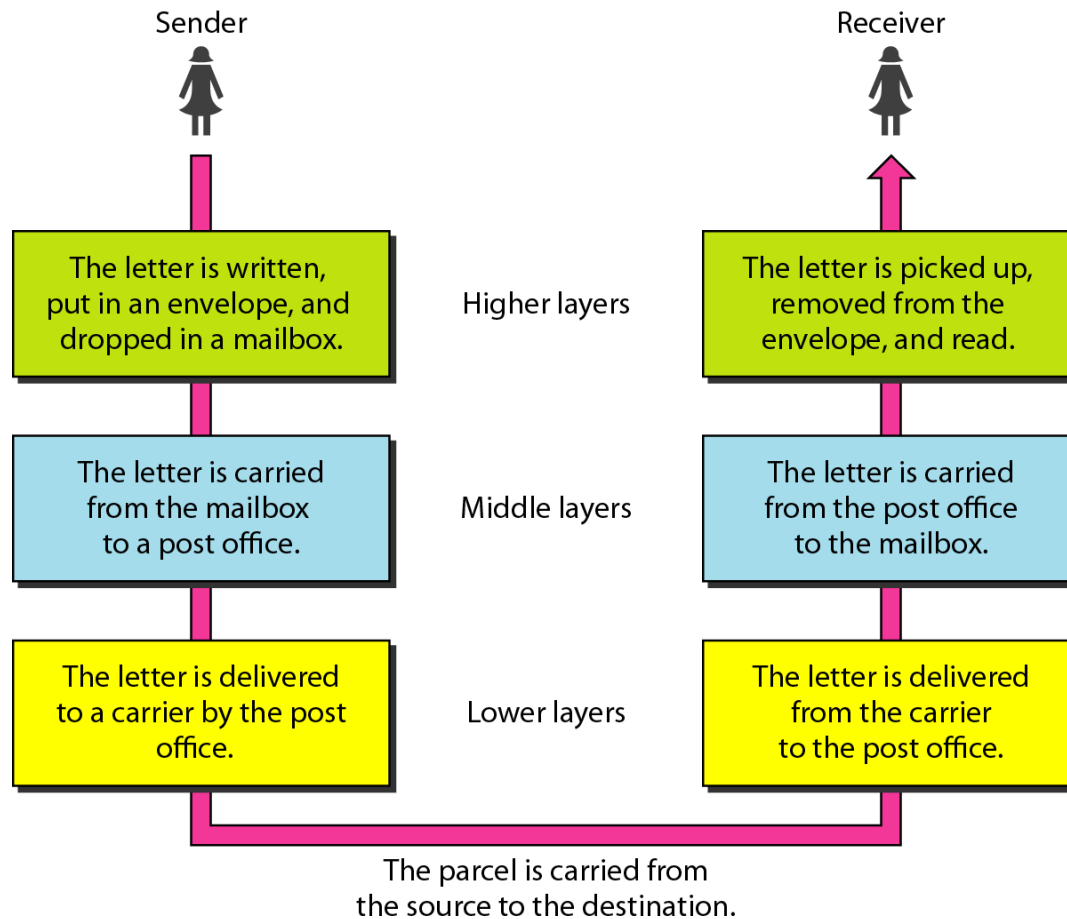 Sender
Receiver
The letter is written,
put in an envelope, and
dropped in a mailbox.
Higher layers
The letter is picked up,
removed from the
envelope, and read.
The letter is carried
from the mailbox
to a post office.
Middle layers
The letter is carried
from the post office
to the mailbox.
The letter is delivered
to a carrier by the post
office.
Lower layers
The letter is delivered
from the carrier
to the post office.
The parcel is carried from
the source to the destination.